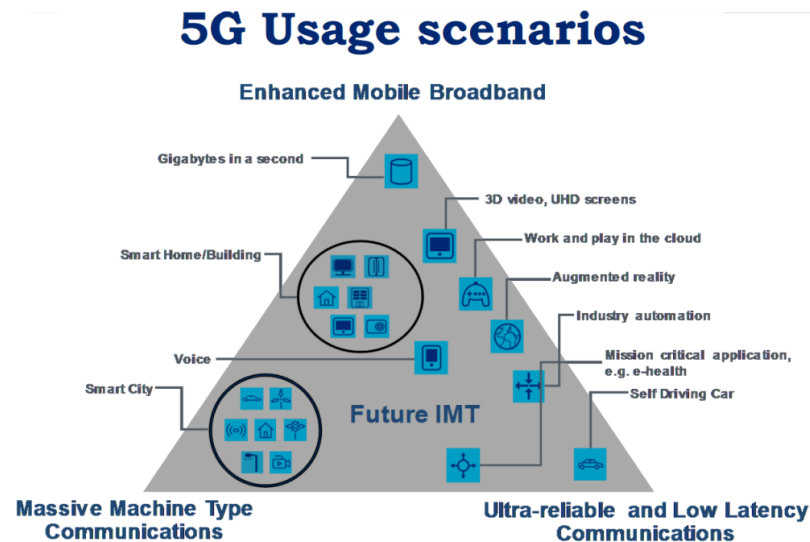 5G Usage scenarios
Enhanced Mobile Broadband
Gigabytes in a second
3D video, UHD screens
Work and play in the cloud
Smart Home/Building
Augmented reality
Industry automation
Voice
Mission critical application,
e.g. e-health
Smart City
Self Driving Car
Future IMT
Massive Machine Type
Communications
Ultra-reliable and Low Latency
Communications